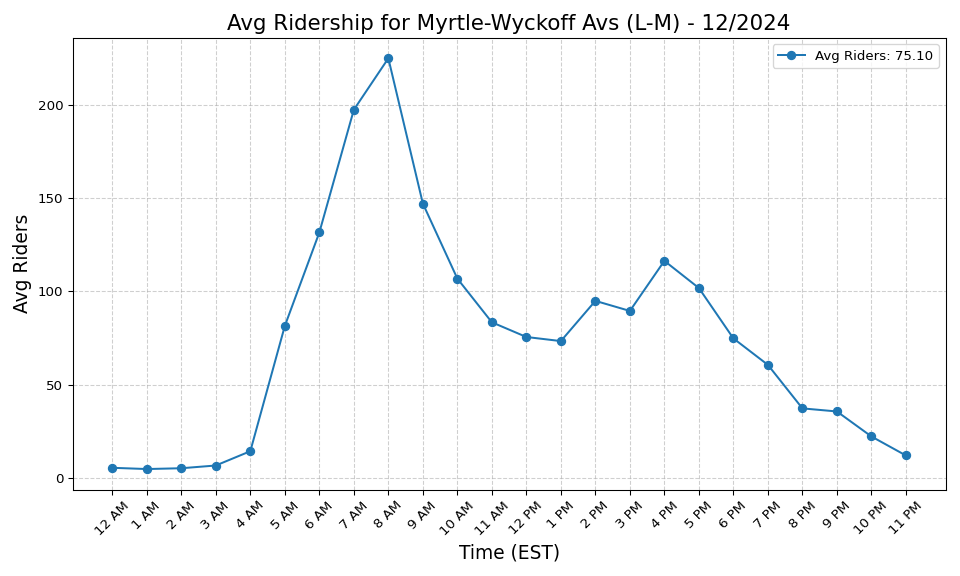 Avg Ridership for Myrtle-Wyckoff Avs (L-M) - 12/2024
Avg Riders: 75.10
Avg Riders
200
150
100
50
0
12 AM
1 AM
2 AM
3 AM
4 AM
5 AM
6 AM
7 AM
8 AM
9 AM
10 AM
11 AM
12 PM
1 PM
2 PM
3 PM
4 PM
5 PM
6 PM
7 PM
8 PM
9 PM
10 PM
11 PM
Time (EST)